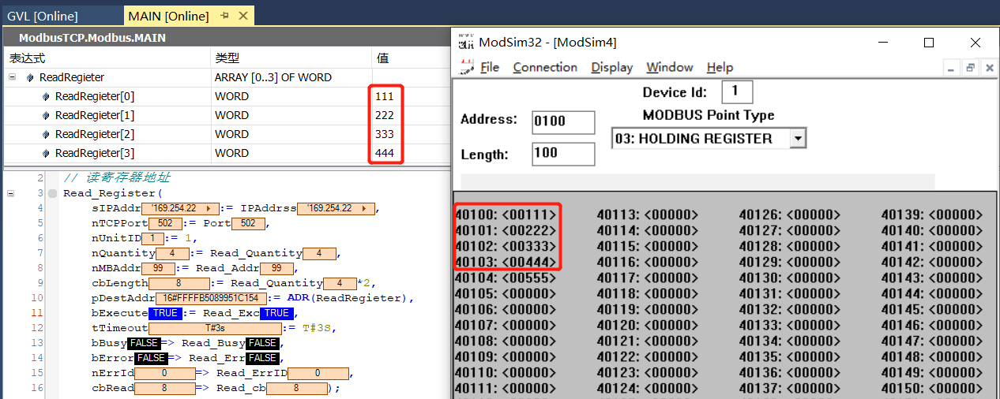 GVL [Online]
MAIN [Online]
ModbusTCP.Modbus.MAIN
表达式 类型 值
ReadRegieter ARRAY [0..3] OF WORD
ReadRegieter[0] WORD 111
ReadRegieter[1] WORD 222
ReadRegieter[2] WORD 333
ReadRegieter[3] WORD 444
2 // 读寄存器地址
3 Read_Register(
4 sIPAddr '169.254.22 := IPAddrss '169.254.22 ,
5 nTCPPort 502 := Port 502 ,
6 nUnitID 1 := 1,
7 nQuantity 4 := Read_Quantity 4 ,
8 nMBAddr 99 := Read_Addr 99 ,
9 cbLength 8 := Read_Quantity 4 *2,
10 pDestAddr 16#FFFFB5089951C154 := ADR(ReadRegieter),
11 bExecute TRUE := Read_Exc TRUE ,
12 tTimeout T#3s := T#3S,
13 bBusy FALSE => Read_Busy FALSE ,
14 bError FALSE => Read_Err FALSE ,
15 nErrId 0 => Read_ErrID 0 ,
16 cbRead 8 => Read_cb 8 );
ModSim32 - [ModSim4]
File Connection Display Window Help
Device Id: 1
Address: 0100
MODBUS Point Type
03: HOLDING REGISTER
Length: 100
40100: <00111> 40113: <00000> 40126: <00000> 40139: <00000>
40101: <00222> 40114: <00000> 40127: <00000> 40140: <00000>
40102: <00333> 40115: <00000> 40128: <00000> 40141: <00000>
40103: <00444> 40116: <00000> 40129: <00000> 40142: <00000>
40104: <00555> 40117: <00000> 40130: <00000> 40143: <00000>
40105: <00000> 40118: <00000> 40131: <00000> 40144: <00000>
40106: <00000> 40119: <00000> 40132: <00000> 40145: <00000>
40107: <00000> 40120: <00000> 40133: <00000> 40146: <00000>
40108: <00000> 40121: <00000> 40134: <00000> 40147: <00000>
40109: <00000> 40122: <00000> 40135: <00000> 40148: <00000>
40110: <00000> 40123: <00000> 40136: <00000> 40149: <00000>
40111: <00000> 40124: <00000> 40137: <00000> 40150: <00000>